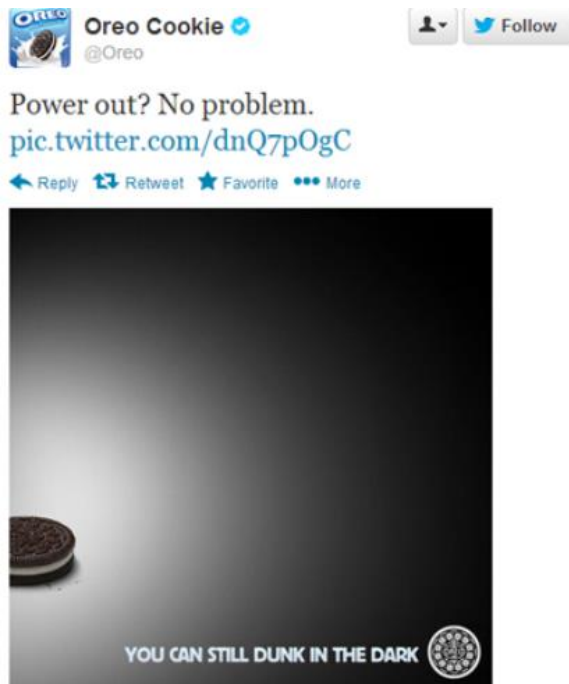 OREO
Oreo Cookie
@Oreo
Follow
Power out? No problem.
pic.twitter.com/dnQ7pOgC
Reply Retweet Favorite More
YOU CAN STILL DUNK IN THE DARK